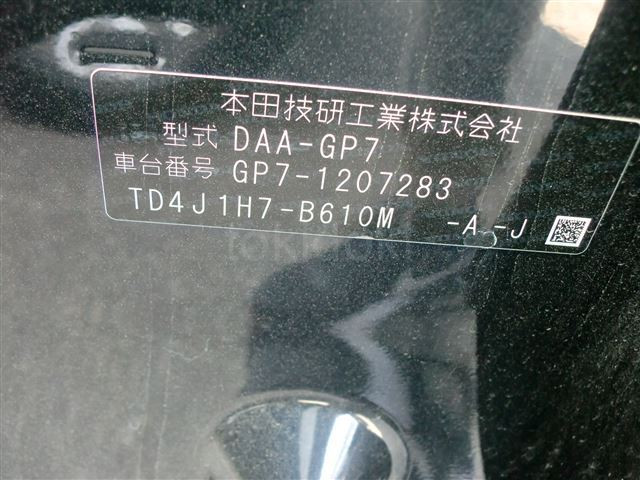 本田技研工業株式会社
型式 DAA-GP7
車台番号 GP7-1207283
TD4J1H7-B610M -A -J